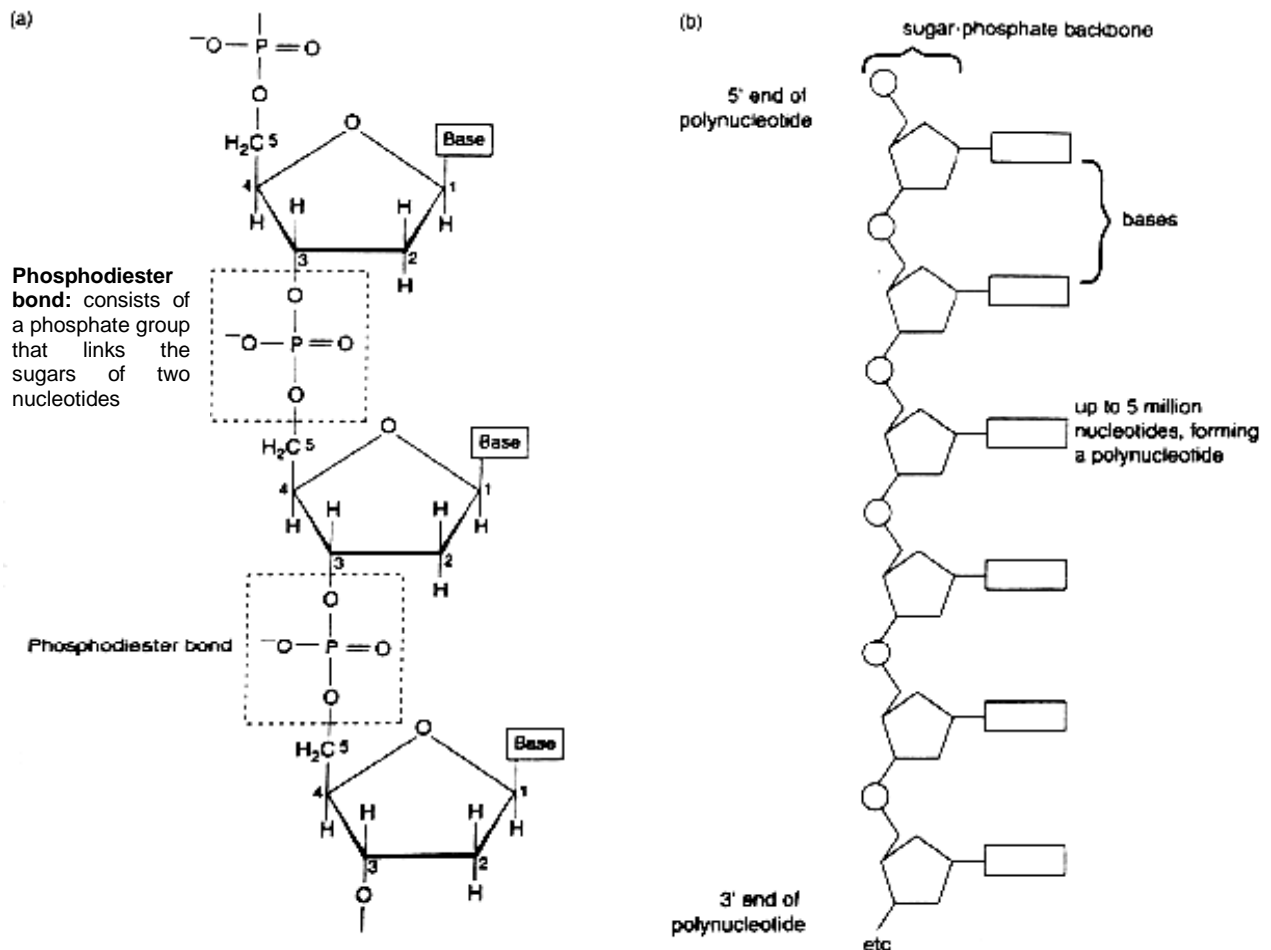 (a)
⁻O—P=O
O
H₂C 5
O
Base
4
1
H
H
H
H
3
2
H
Phosphodiester
bond: consists of
a phosphate group
that links the
sugars of two
nucleotides
O
⁻O—P=O
O
H₂C 5
O
Base
4
1
H
H
H
H
3
2
H
Phosphodiester bond
O
⁻O—P=O
O
H₂C 5
O
Base
4
1
H
H
H
H
3
2
H
O
(b)
sugar-phosphate backbone
5' end of
polynucleotide
bases
up to 5 million
nucleotides, forming
a polynucleotide
3' end of
polynucleotide
etc